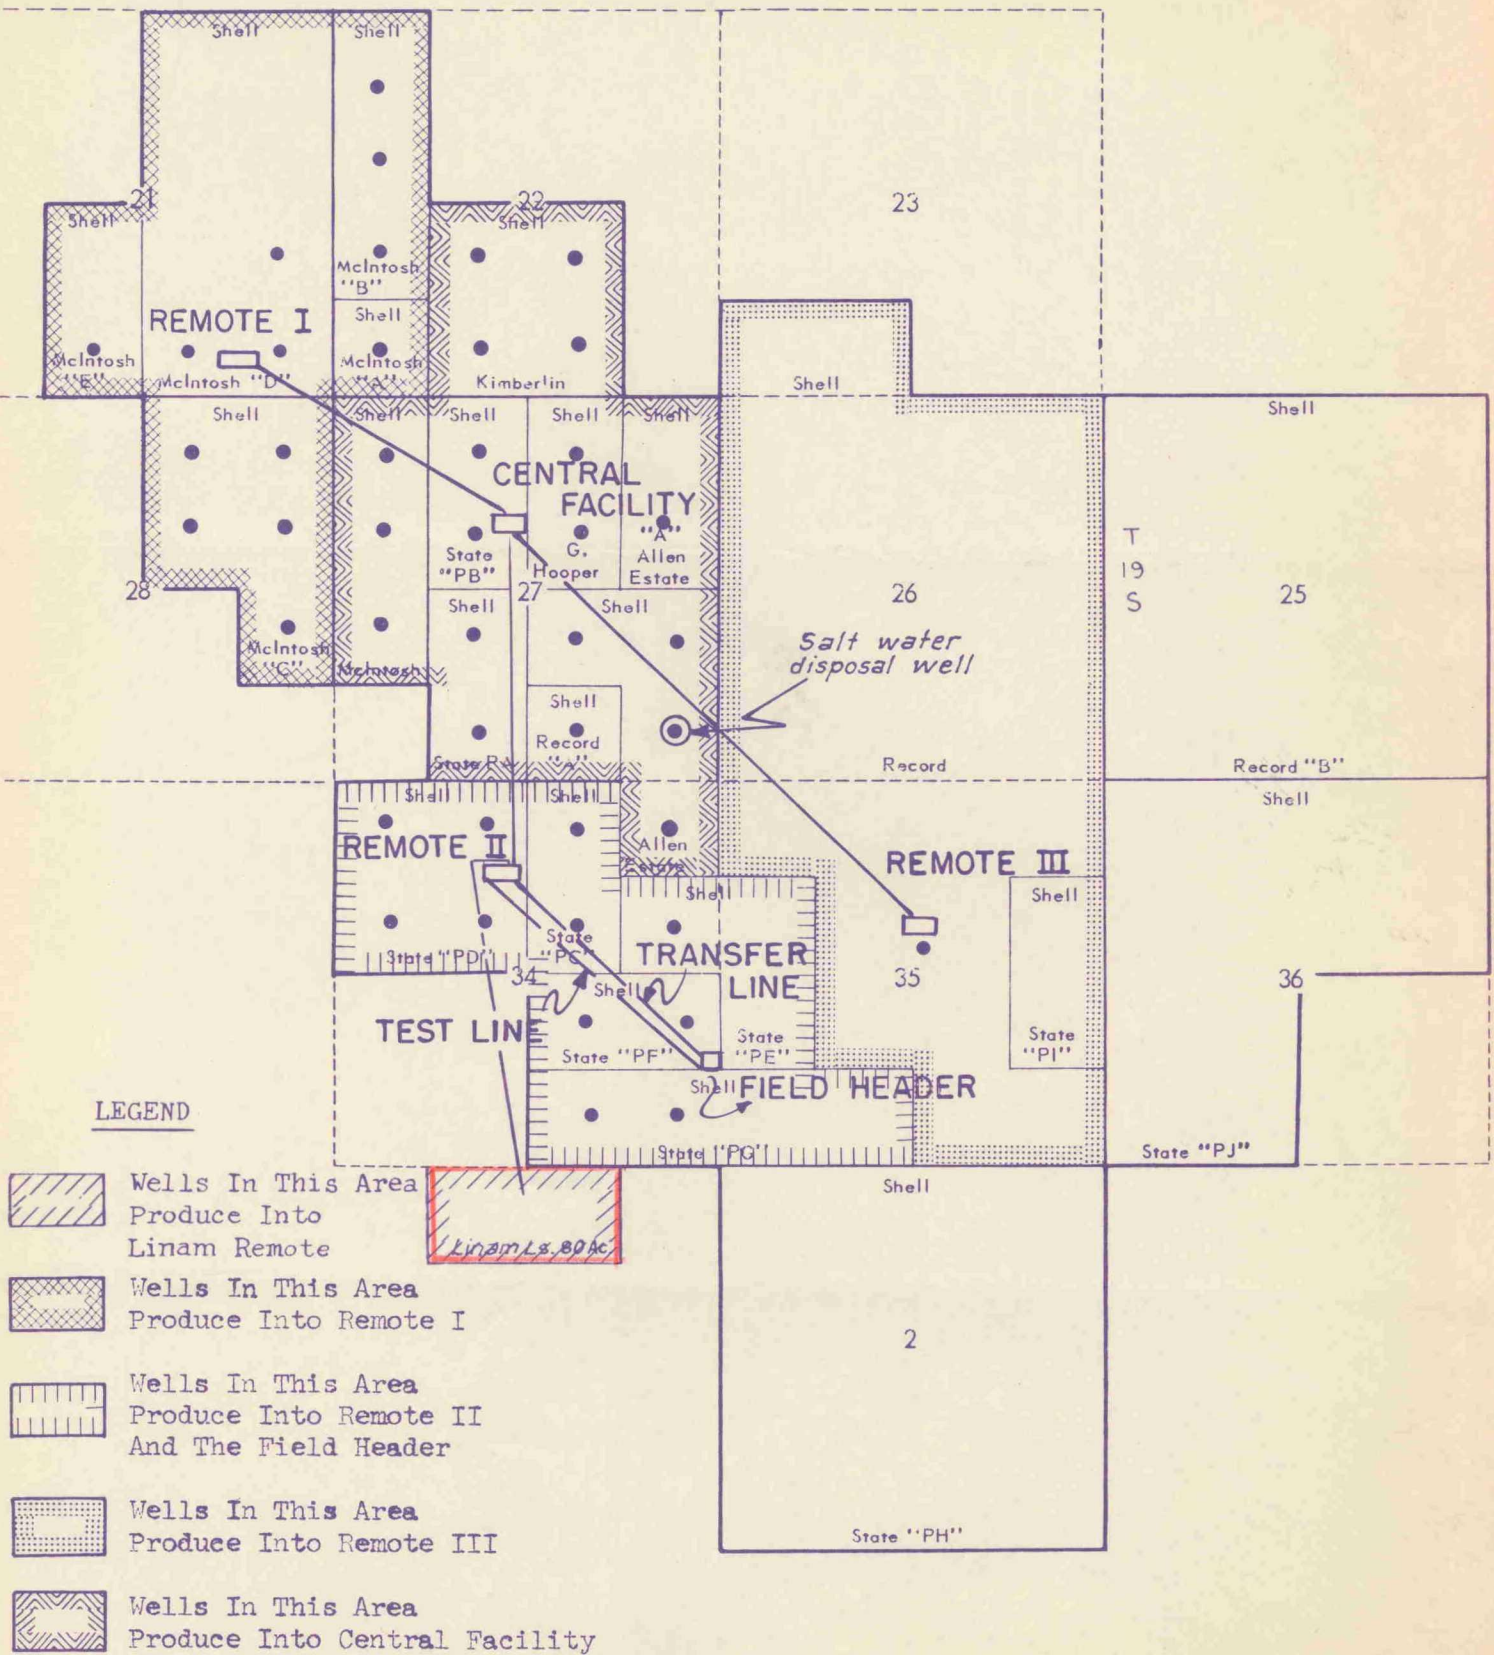 Shell
Shell
21
22
23
Shell
Shell
McIntosh
"B"
REMOTE I
Shell
McIntosh
"E"
McIntosh "D"
McIntosh
"A"
Kimberlin
Shell
Shell
Shell
Shell
Shell
Shell
Shell
CENTRAL
FACILITY
"A"
Allen
Estate
State
"PB"
G.
Hooper
T
19
S
28
27
26
25
Shell
Shell
McIntosh
"C"
McIntosh
Salt water
disposal well
Shell
Record
"A"
State PA
Record
Record "B"
Shell
Shell
Shell
REMOTE II
Allen
Estate
REMOTE III
Shell
Shell
State "PD"
State
"PC"
TRANSFER
LINE
34
35
36
Shell
TEST LINE
State "PF"
State
"PE"
State
"PI"
Shell
FIELD HEADER
State "PG"
State "PJ"
LEGEND
Wells In This Area
Produce Into
Linam Remote
Linam Ls. 80 Ac
Shell
Wells In This Area
Produce Into Remote I
2
Wells In This Area
Produce Into Remote II
And The Field Header
Wells In This Area
Produce Into Remote III
State "PH"
Wells In This Area
Produce Into Central Facility